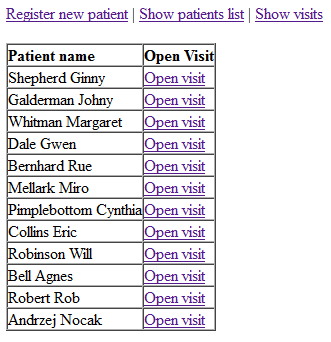 Register new patient | Show patients list | Show visits
Patient name Open Visit
Shepherd Ginny Open visit
Galderman Johny Open visit
Whitman Margaret Open visit
Dale Gwen Open visit
Bernhard Rue Open visit
Mellark Miro Open visit
Pimplebottom Cynthia Open visit
Collins Eric Open visit
Robinson Will Open visit
Bell Agnes Open visit
Robert Rob Open visit
Andrzej Nocak Open visit